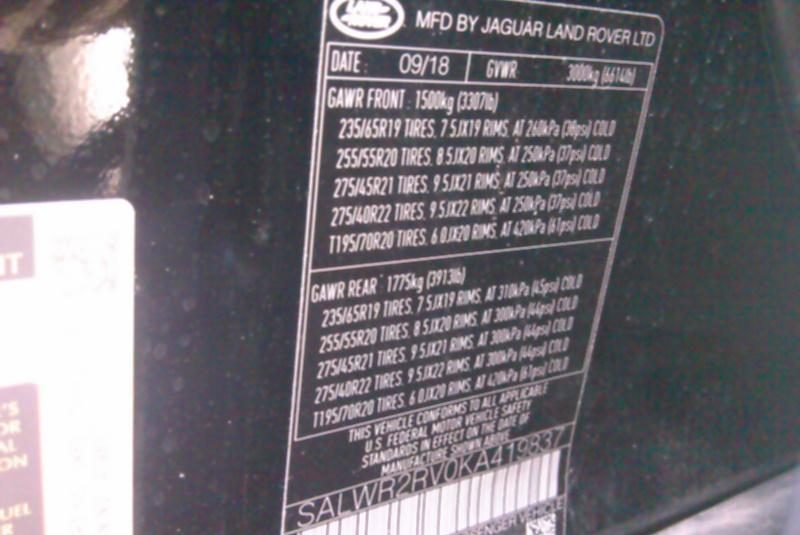 LAND
ROVER
MFD BY JAGUAR LAND ROVER LTD
DATE: 09/18 GVWR 3000kg (6614lb)
GAWR FRONT: 1500kg (3307lb)
235/65R19 TIRES, 7.5JX19 RIMS, AT 260kPa (38psi) COLD
255/55R20 TIRES, 8.5JX20 RIMS, AT 250kPa (37psi) COLD
275/45R21 TIRES, 9.5JX21 RIMS, AT 250kPa (37psi) COLD
275/40R22 TIRES, 9.5JX22 RIMS, AT 250kPa (37psi) COLD
T195/70R20 TIRES, 6.0JX20 RIMS, AT 420kPa (61psi) COLD
GAWR REAR: 1775kg (3913lb)
235/65R19 TIRES, 7.5JX19 RIMS, AT 310kPa (45psi) COLD
255/55R20 TIRES, 8.5JX20 RIMS, AT 300kPa (44psi) COLD
275/45R21 TIRES, 9.5JX21 RIMS, AT 300kPa (44psi) COLD
275/40R22 TIRES, 9.5JX22 RIMS, AT 300kPa (44psi) COLD
T195/70R20 TIRES, 6.0JX20 RIMS, AT 420kPa (61psi) COLD
THIS VEHICLE CONFORMS TO ALL APPLICABLE
U.S. FEDERAL MOTOR VEHICLE SAFETY
STANDARDS IN EFFECT ON THE DATE OF
MANUFACTURE SHOWN ABOVE.
SALWR2RV0KA419837
SENGER VEHICLE